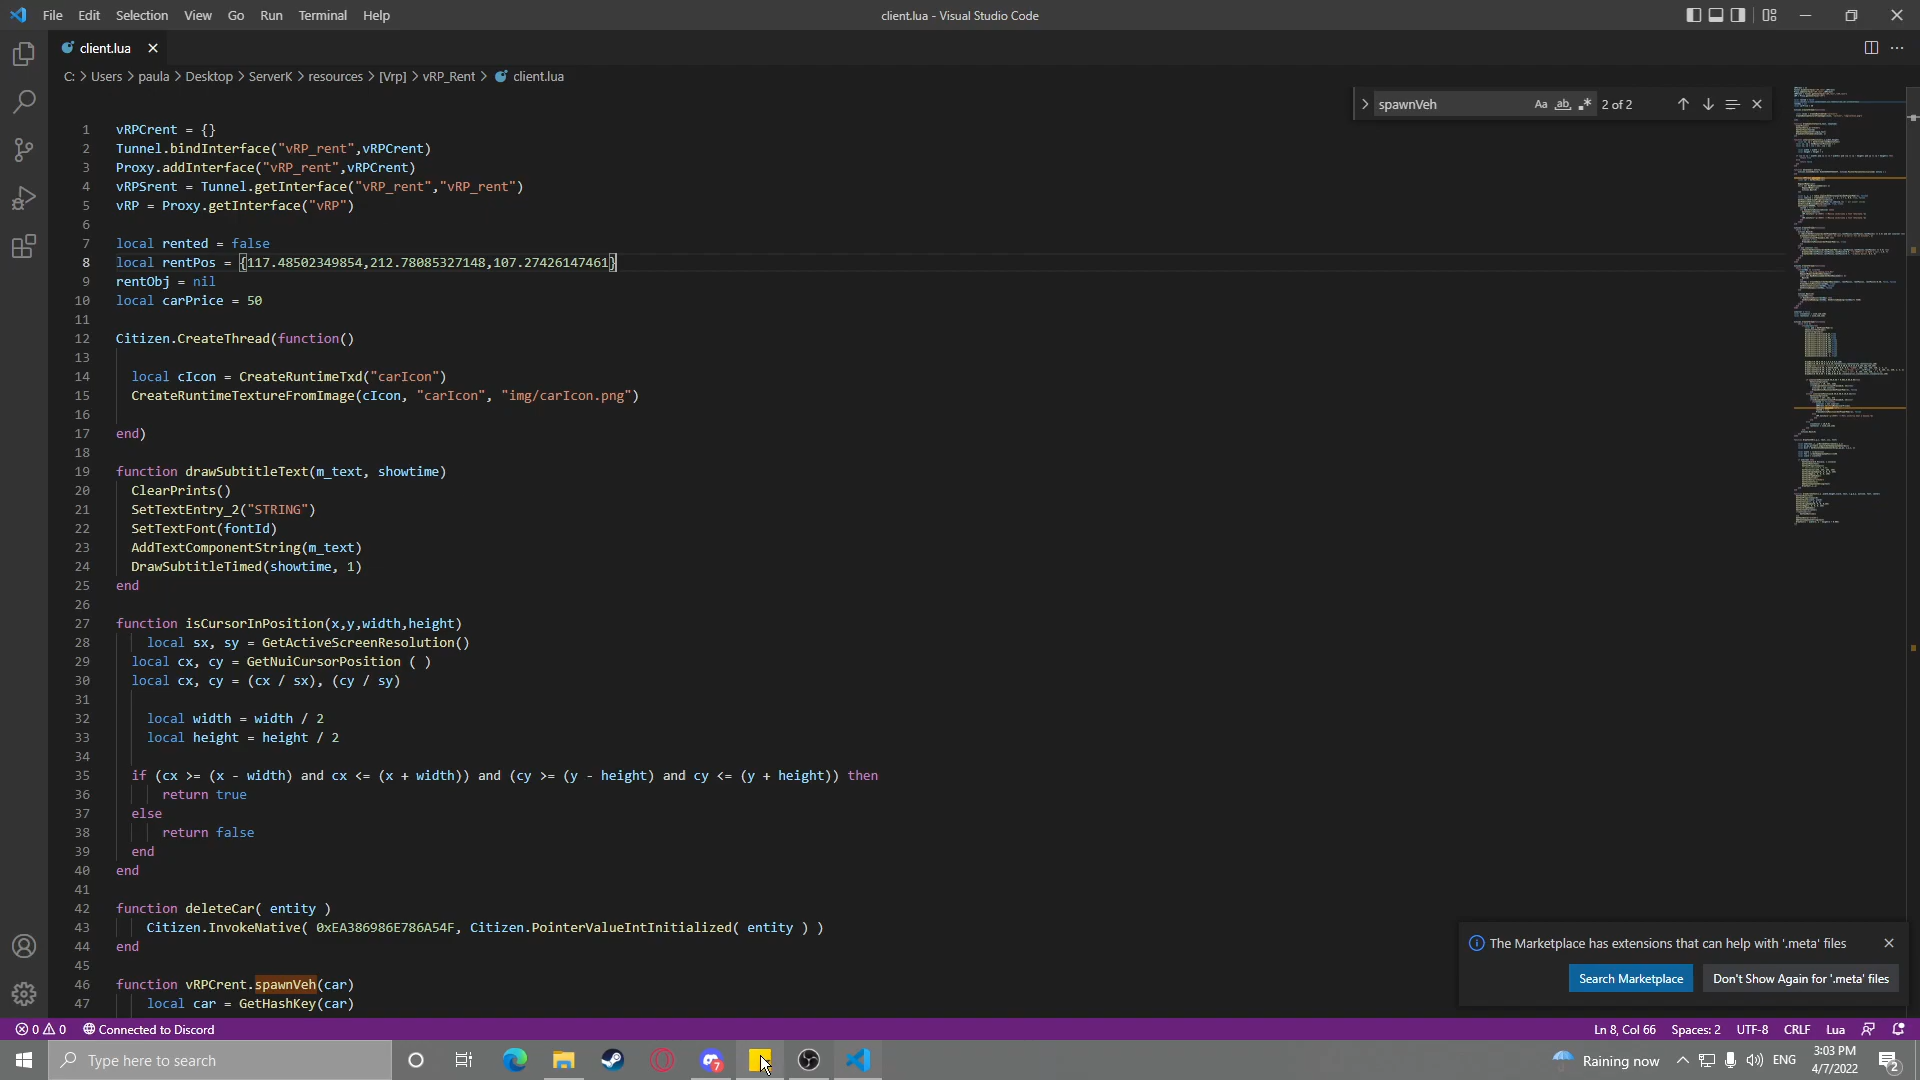 File Edit Selection View Go Run Terminal Help
client.lua - Visual Studio Code
client.lua
C: > Users > paula > Desktop > ServerK > resources > [Vrp] > vRP_Rent > client.lua
spawnVeh Aa ab .* 2 of 2
1 vRPCrent = {}
2 Tunnel.bindInterface("vRP_rent",vRPCrent)
3 Proxy.addInterface("vRP_rent",vRPCrent)
4 vRPSrent = Tunnel.getInterface("vRP_rent","vRP_rent")
5 vRP = Proxy.getInterface("vRP")
6
7 local rented = false
8 local rentPos = {117.48502349854,212.78085327148,107.27426147461}
9 rentObj = nil
10 local carPrice = 50
11
12 Citizen.CreateThread(function()
13
14 local cIcon = CreateRuntimeTxd("carIcon")
15 CreateRuntimeTextureFromImage(cIcon, "carIcon", "img/carIcon.png")
16
17 end)
18
19 function drawSubtitleText(m_text, showtime)
20 ClearPrints()
21 SetTextEntry_2("STRING")
22 SetTextFont(fontId)
23 AddTextComponentString(m_text)
24 DrawSubtitleTimed(showtime, 1)
25 end
26
27 function isCursorInPosition(x,y,width,height)
28 local sx, sy = GetActiveScreenResolution()
29 local cx, cy = GetNuiCursorPosition ( )
30 local cx, cy = (cx / sx), (cy / sy)
31
32 local width = width / 2
33 local height = height / 2
34
35 if (cx >= (x - width) and cx <= (x + width)) and (cy >= (y - height) and cy <= (y + height)) then
36 return true
37 else
38 return false
39 end
40 end
41
42 function deleteCar( entity )
43 Citizen.InvokeNative( 0xEA386986E786A54F, Citizen.PointerValueIntInitialized( entity ) )
44 end
45
46 function vRPCrent.spawnVeh(car)
47 local car = GetHashKey(car)
The Marketplace has extensions that can help with '.meta' files
Search Marketplace Don't Show Again for '.meta' files
0 0 Connected to Discord
Ln 8, Col 66 Spaces: 2 UTF-8 CRLF Lua
Type here to search
7
Raining now
ENG
3:03 PM
4/7/2022
2